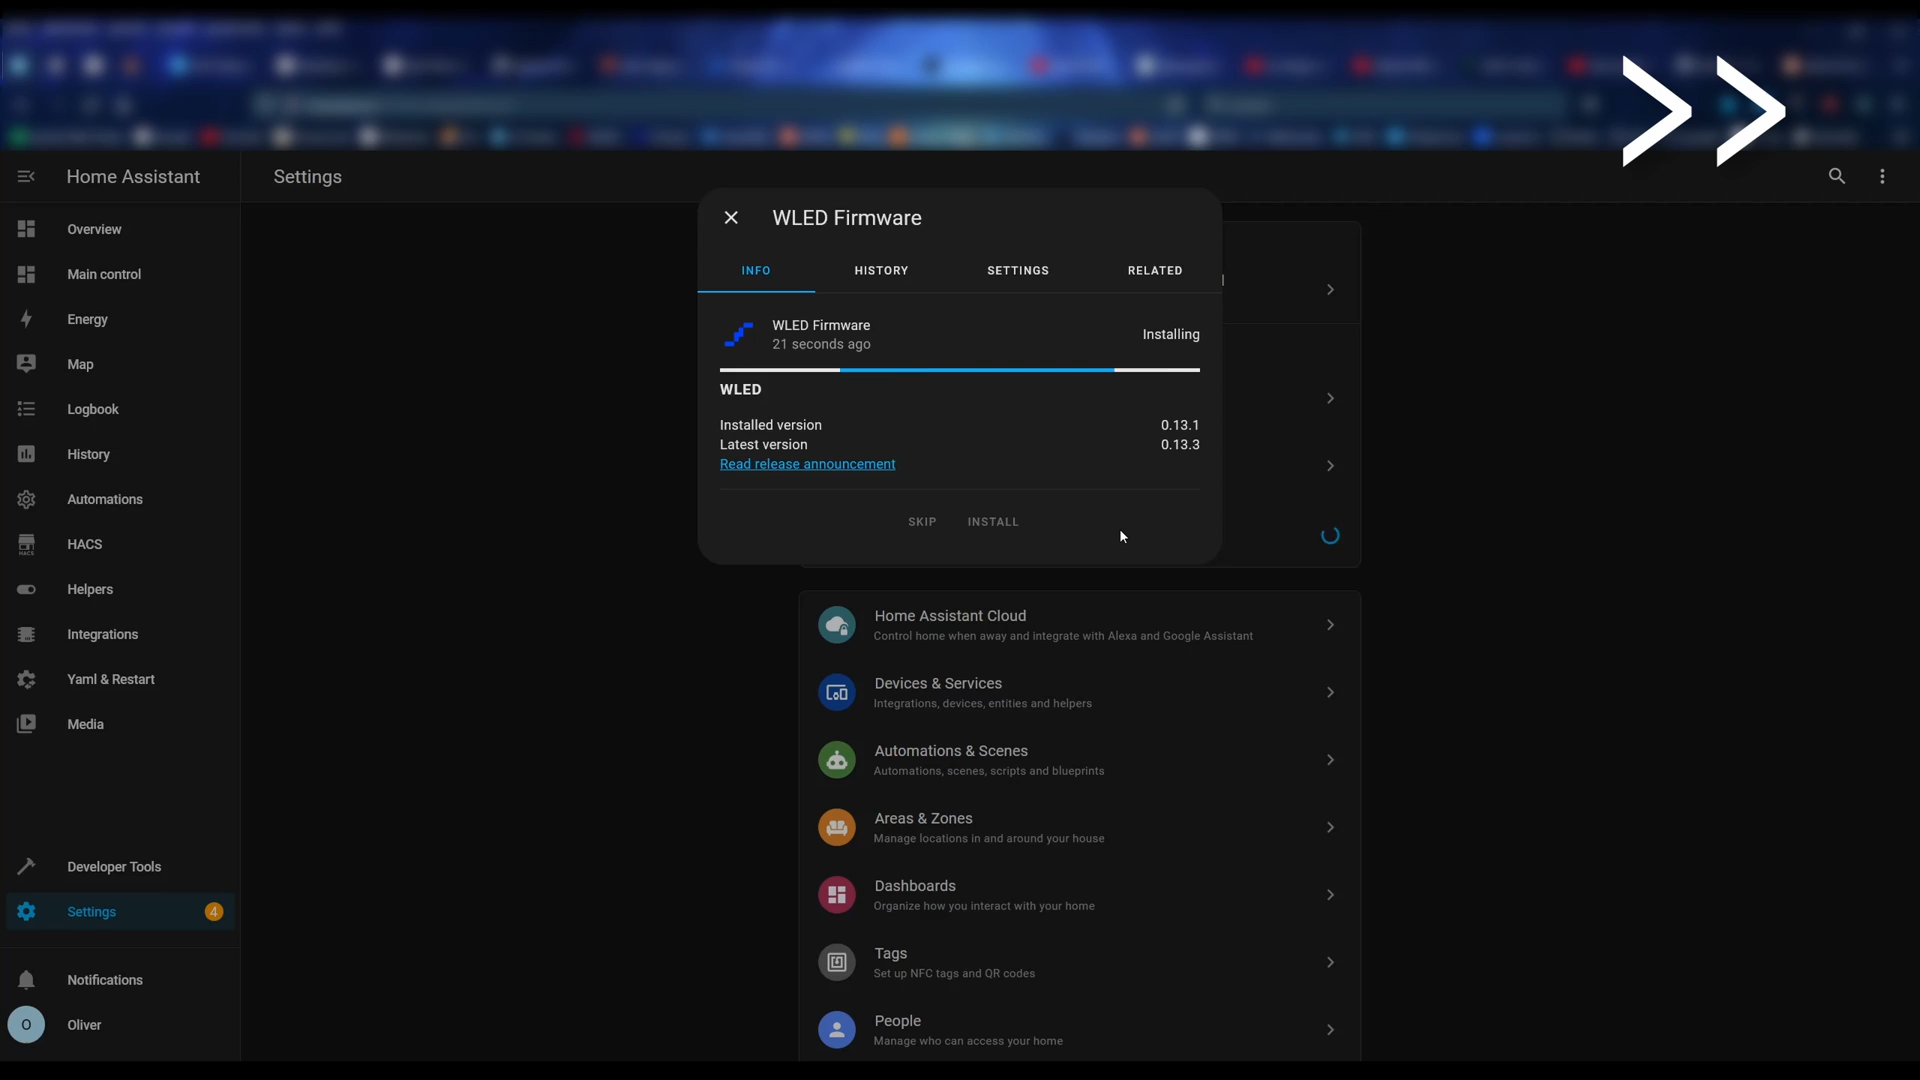 Home Assistant
Settings
WLED Firmware
INFO
HISTORY
SETTINGS
RELATED
Overview
Main control
Energy
Map
Logbook
History
Automations
HACS
HACS
Helpers
Integrations
Yaml & Restart
Media
Developer Tools
Settings
4
Notifications
O
Oliver
WLED Firmware
21 seconds ago
Installing
WLED
Installed version
0.13.1
Latest version
0.13.3
Read release announcement
SKIP
INSTALL
Home Assistant Cloud
Control home when away and integrate with Alexa and Google Assistant
Devices & Services
Integrations, devices, entities and helpers
Automations & Scenes
Automations, scenes, scripts and blueprints
Areas & Zones
Manage locations in and around your house
Dashboards
Organize how you interact with your home
Tags
Set up NFC tags and QR codes
People
Manage who can access your home